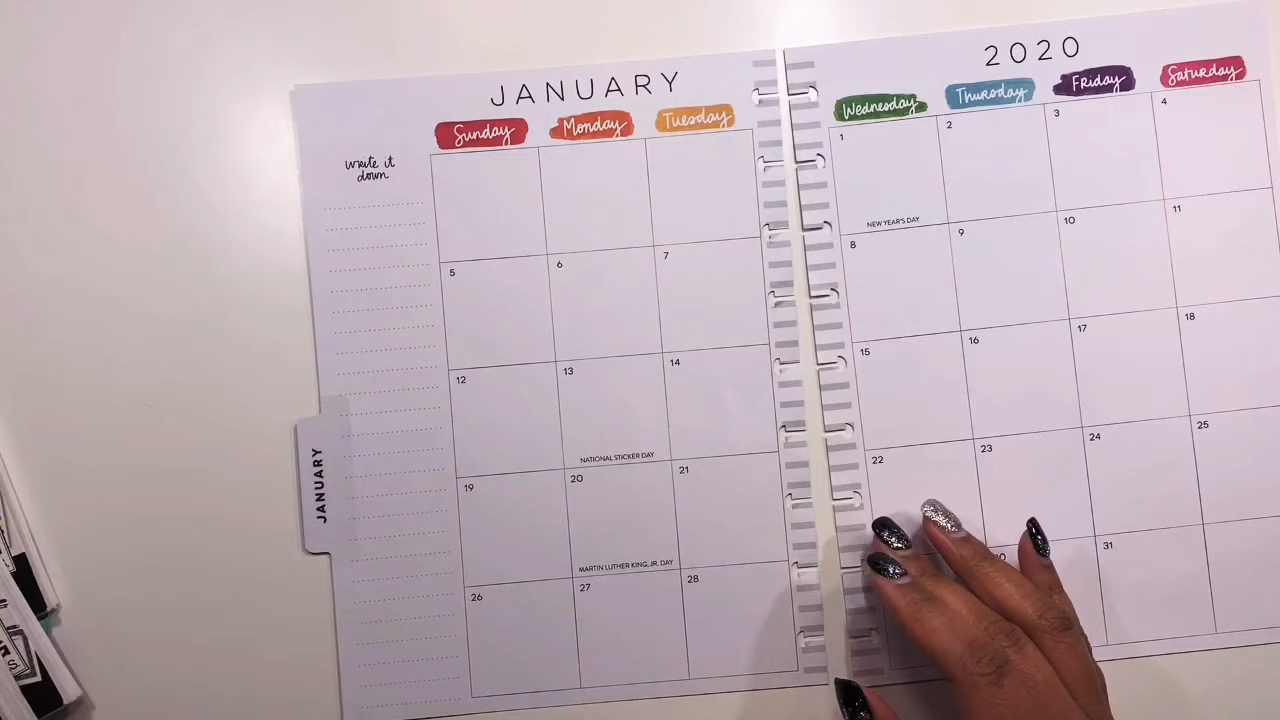 JANUARY
2020
Sunday Monday Tuesday Wednesday Thursday Friday Saturday
write it
down
1 2 3 4
NEW YEAR'S DAY
5 6 7 8 9 10 11
12 13 14 15 16 17 18
NATIONAL STICKER DAY
19 20 21 22 23 24 25
MARTIN LUTHER KING, JR. DAY
26 27 28 31
JANUARY